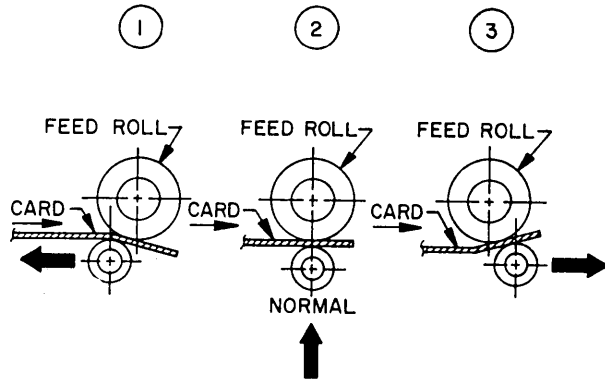 1 2 3
FEED ROLL FEED ROLL FEED ROLL
CARD CARD CARD
NORMAL